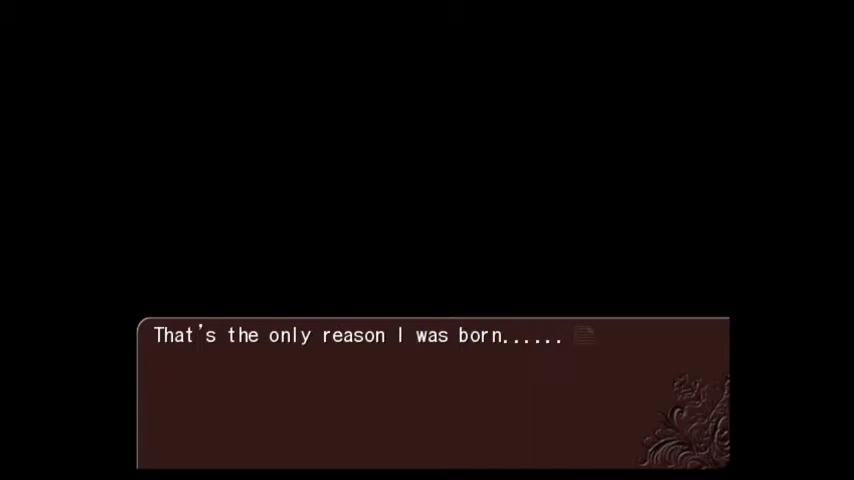 That's the only reason I was born......